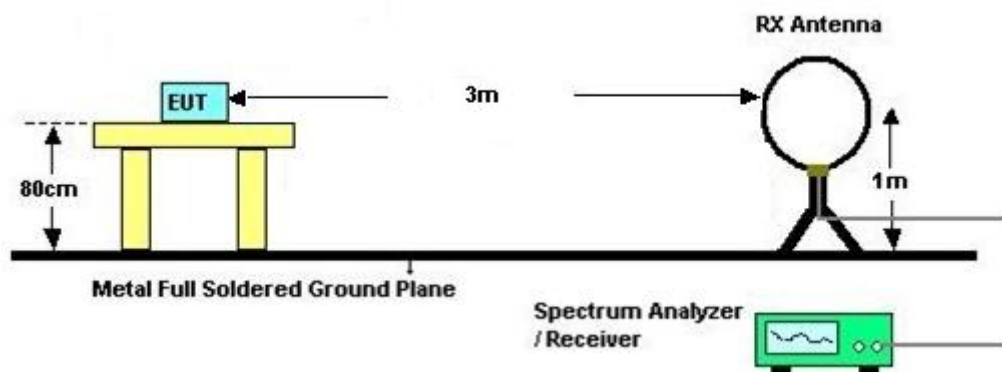 RX Antenna
EUT
3m
80cm
1m
Metal Full Soldered Ground Plane
Spectrum Analyzer
/ Receiver